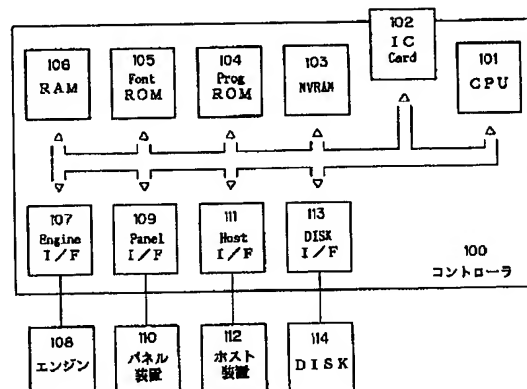 102
IC
Card
106
RAM
105
Font
ROM
104
Prog
ROM
103
NVRAM
101
CPU
107
Engine
I/F
109
Panel
I/F
111
Host
I/F
113
DISK
I/F
100
コントローラ
108
エンジン
110
パネル
装置
112
ホスト
装置
114
DISK